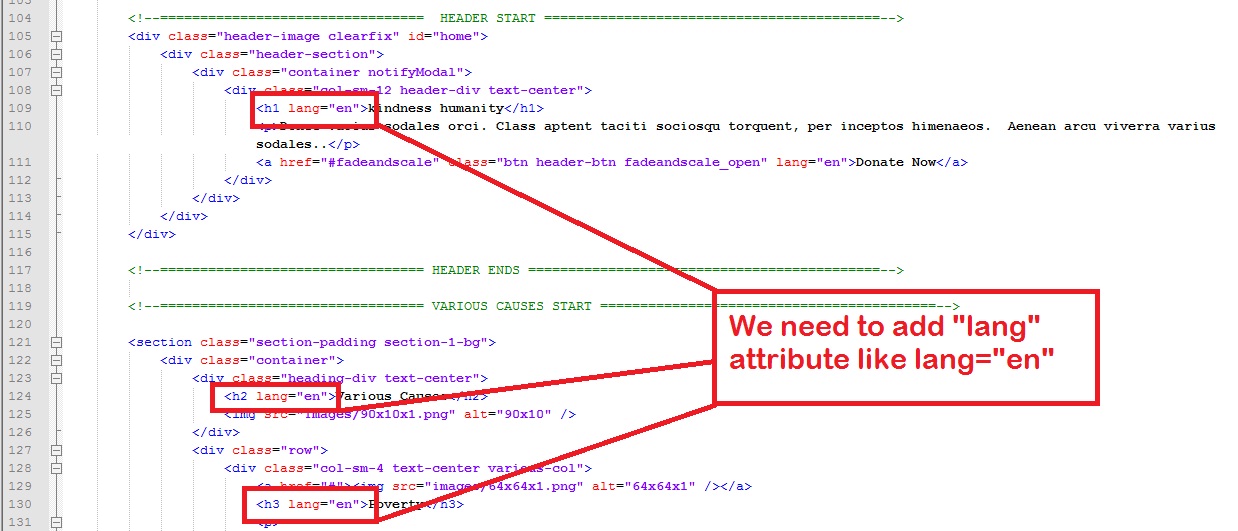 103
104 <!--================================= HEADER START ==========================================-->
105 <div class="header-image clearfix" id="home">
106 <div class="header-section">
107 <div class="container notifyModal">
108 <div class="col-sm-12 header-div text-center">
109 <h1 lang="en">kindness humanity</h1>
110 <p>Donec varius sodales orci. Class aptent taciti sociosqu torquent, per inceptos himenaeos.  Aenean arcu viverra varius
sodales..</p>
111 <a href="#fadeandscale" class="btn header-btn fadeandscale_open" lang="en">Donate Now</a>
112 </div>
113 </div>
114 </div>
115 </div>
116
117 <!--================================= HEADER ENDS ============================================-->
118
119 <!--================================= VARIOUS CAUSES START ==========================================-->
120
121 <section class="section-padding section-1-bg">
122 <div class="container">
123 <div class="heading-div text-center">
124 <h2 lang="en">Various Causes</h2>
125 <img src="images/90x10x1.png" alt="90x10" />
126 </div>
127 <div class="row">
128 <div class="col-sm-4 text-center various-col">
129 <a href="#"><img src="images/64x64x1.png" alt="64x64x1" /></a>
130 <h3 lang="en">Poverty</h3>
131 <p>
We need to add "lang"
attribute like lang="en"